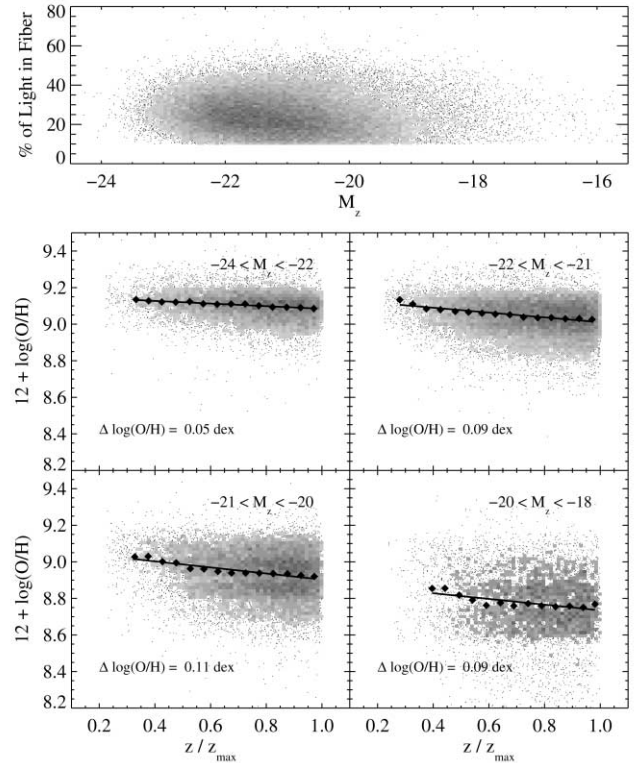 % of Light in Fiber
80
60
40
20
0
−24 −22 −20 −18 −16
M_z
12 + log(O/H)
9.4
9.2
9.0
8.8
8.6
8.4
8.2
−24 < M_z < −22
Δ log(O/H) = 0.05 dex
−22 < M_z < −21
Δ log(O/H) = 0.09 dex
12 + log(O/H)
9.4
9.2
9.0
8.8
8.6
8.4
8.2
−21 < M_z < −20
Δ log(O/H) = 0.11 dex
−20 < M_z < −18
Δ log(O/H) = 0.09 dex
0.2 0.4 0.6 0.8 1.0
0.2 0.4 0.6 0.8 1.0
z / z_max
z / z_max